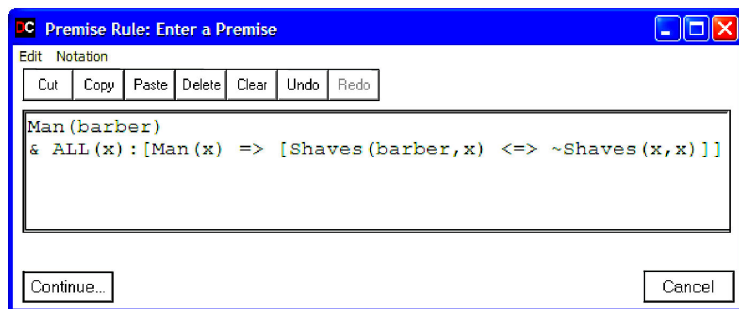 DC Premise Rule: Enter a Premise
Edit Notation
Cut Copy Paste Delete Clear Undo Redo
Man(barber)
& ALL(x):[Man(x) => [Shaves(barber,x) <=> ~Shaves(x,x)]]
Continue... Cancel